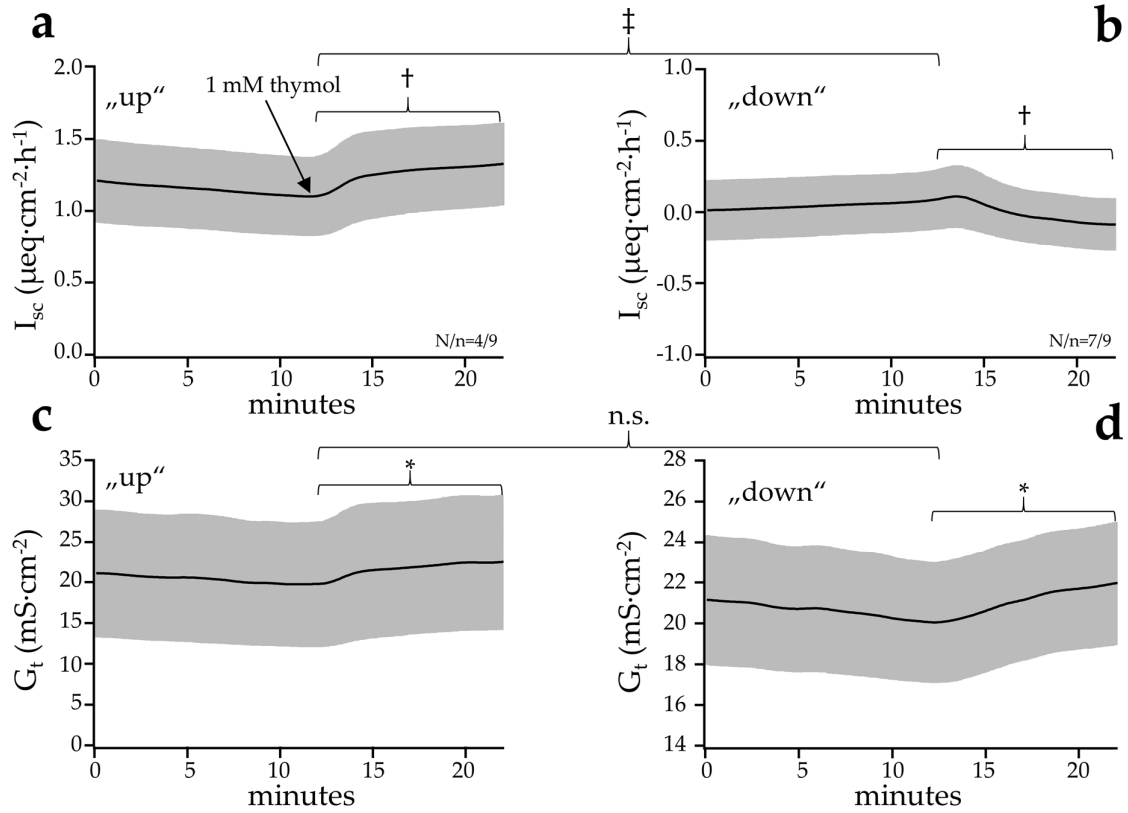 a
‡
b
„up“
1 mM thymol
†
2.0
1.5
1.0
0.5
0.0
Isc (µeq·cm-2·h-1)
N/n=4/9
0 5 10 15 20
minutes
„down“
†
1.0
0.5
0.0
-0.5
-1.0
Isc (µeq·cm-2·h-1)
N/n=7/9
0 5 10 15 20
minutes
c
n.s.
d
„up“
*
35
30
25
20
15
10
5
0
Gt (mS·cm-2)
0 5 10 15 20
minutes
„down“
*
28
26
24
22
20
18
16
14
Gt (mS·cm-2)
0 5 10 15 20
minutes